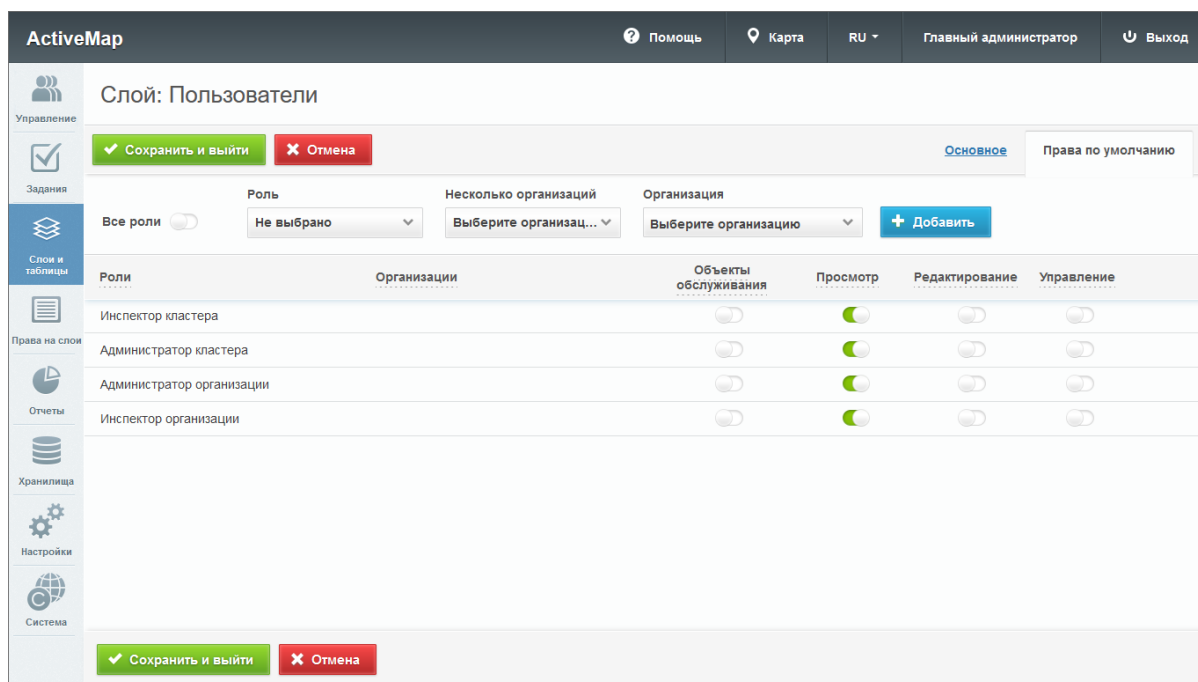 ActiveMap
Помощь
Карта
RU
Главный администратор
Выход
Управление
Задания
Слои и
таблицы
Права на слои
Отчеты
Хранилища
Настройки
Система
Слой: Пользователи
Сохранить и выйти
Отмена
Основное
Права по умолчанию
Все роли
Роль
Не выбрано
Несколько организаций
Выберите организац...
Организация
Выберите организацию
Добавить
Роли
Организации
Объекты
обслуживания
Просмотр
Редактирование
Управление
Инспектор кластера
Администратор кластера
Администратор организации
Инспектор организации
Сохранить и выйти
Отмена